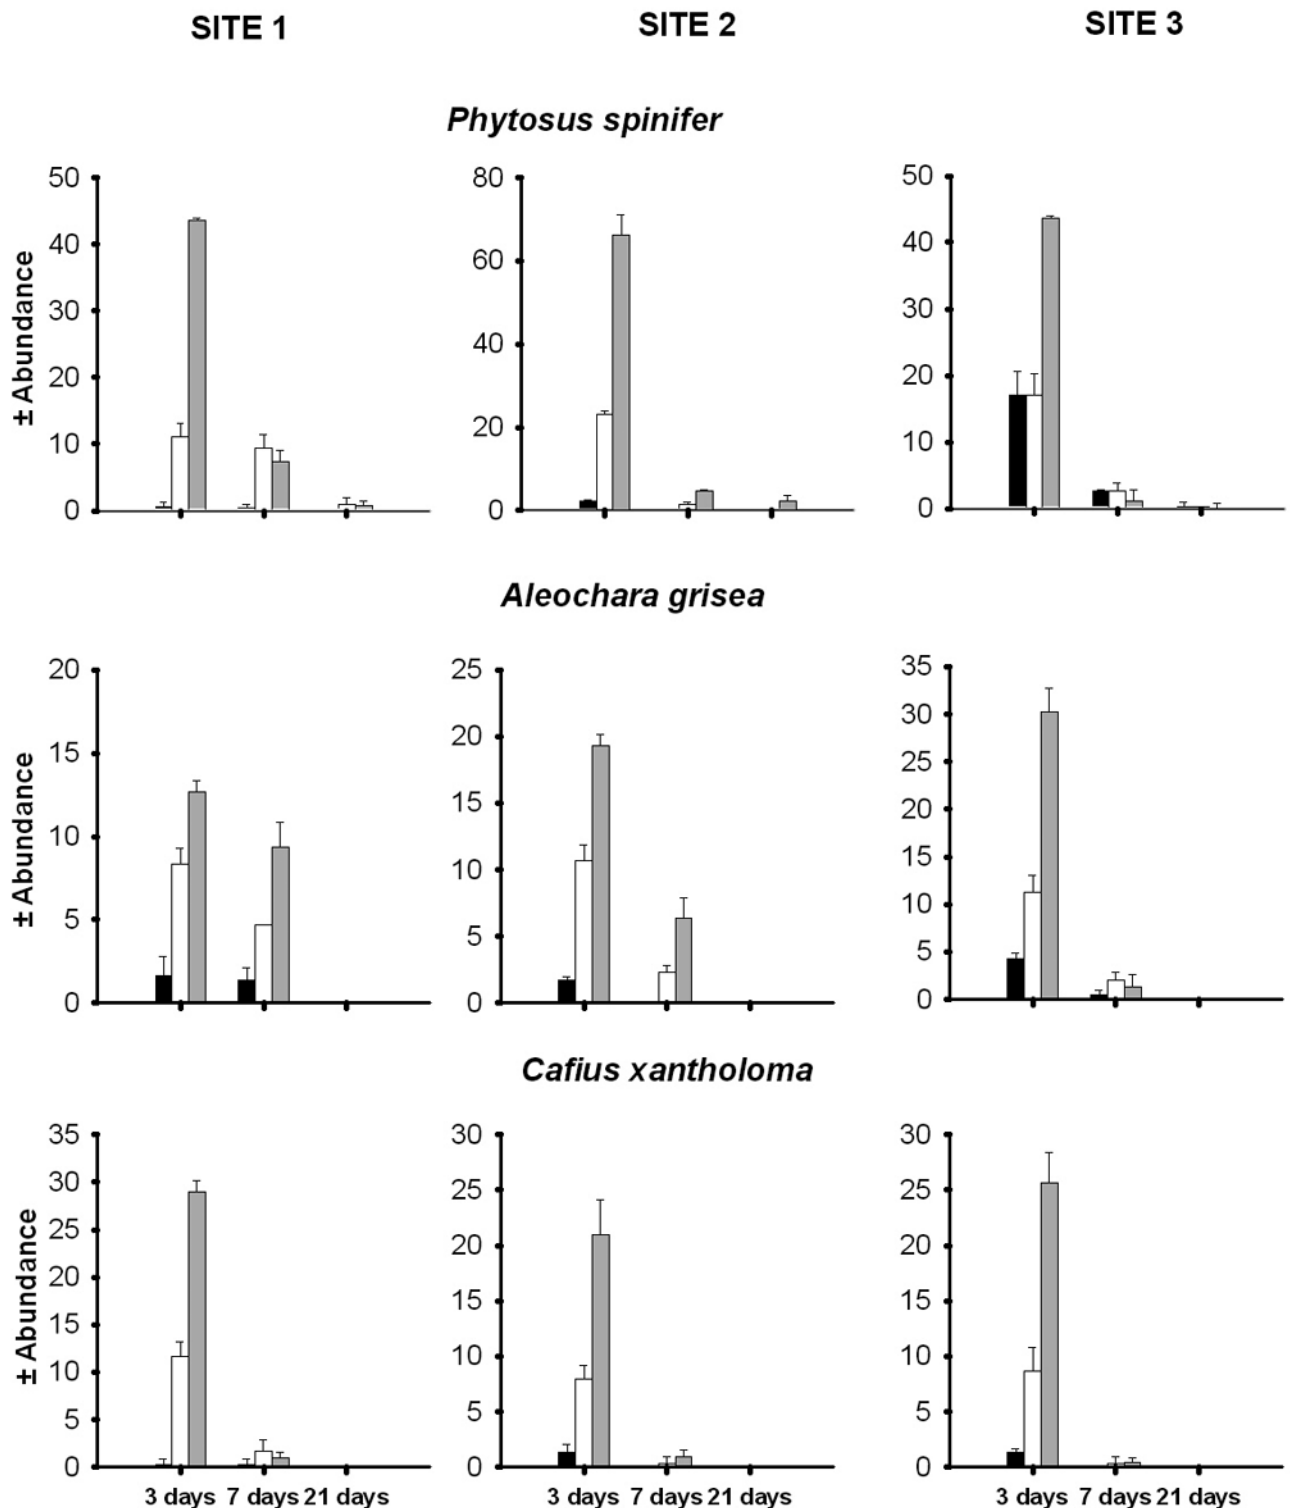 SITE 1 SITE 2 SITE 3
Phytosus spinifer
50 80 50
40 60 40
30 40 30
20 20 20
10 0 10
0 0
± Abundance
Aleochara grisea
20 25 35
15 20 30
10 15 25
5 10 20
0 5 15
0 10
5
0
± Abundance
Cafius xantholoma
35 30 30
30 25 25
25 20 20
20 15 15
15 10 10
10 5 5
5 0 0
0
± Abundance
3 days 7 days 21 days 3 days 7 days 21 days 3 days 7 days 21 days